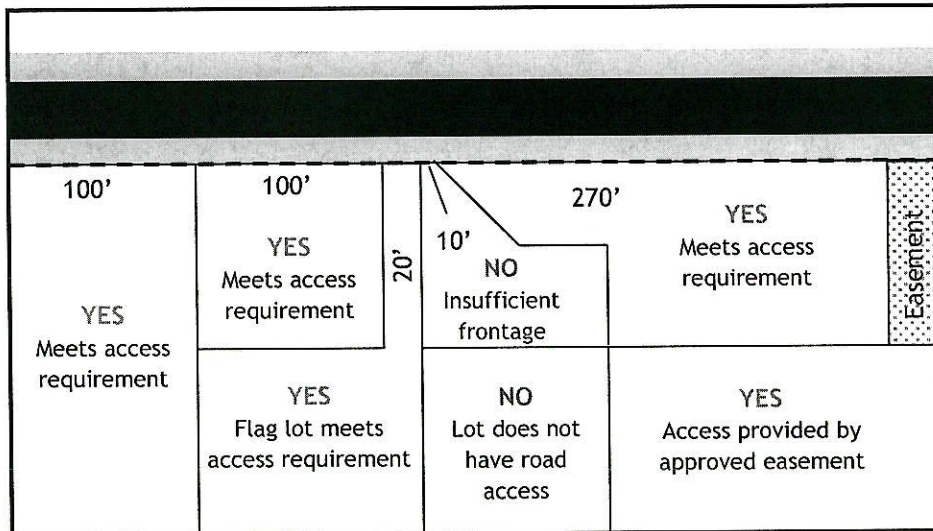 100'
YES
Meets access
requirement
100'
YES
Meets access
requirement
20'
YES
Flag lot meets
access requirement
10'
NO
Insufficient
frontage
NO
Lot does not
have road
access
270'
YES
Meets access
requirement
Easement
YES
Access provided by
approved easement